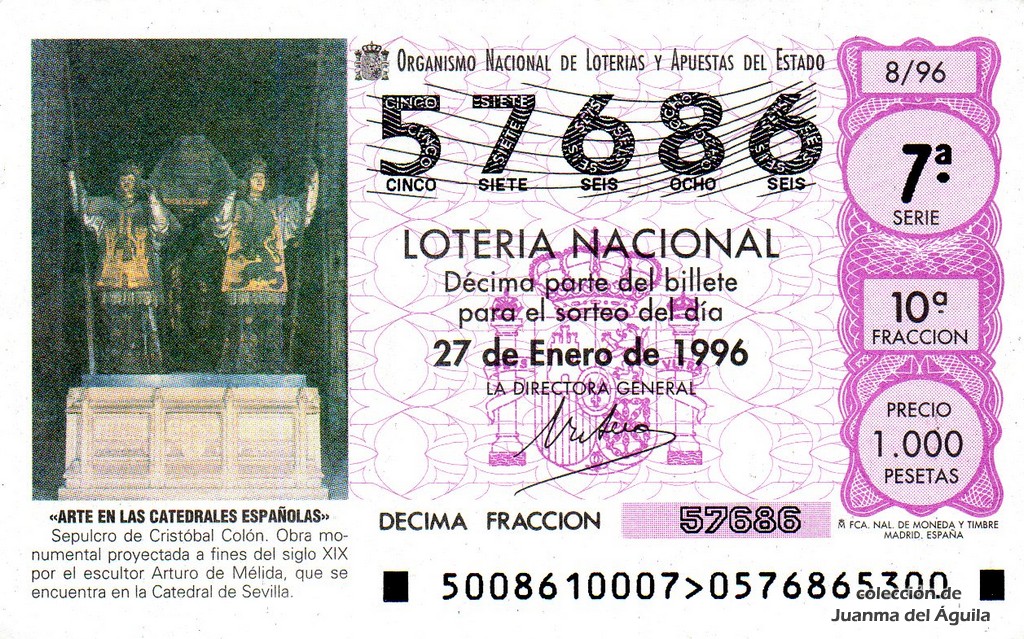 ORGANISMO NACIONAL DE LOTERIAS Y APUESTAS DEL ESTADO
57686
CINCO SIETE SEIS OCHO SEIS
LOTERIA NACIONAL
Décima parte del billete
para el sorteo del día
27 de Enero de 1996
LA DIRECTORA GENERAL
DECIMA FRACCION 57686
8/96
7ª
SERIE
10ª
FRACCION
PRECIO
1.000
PESETAS
FCA. NAL. DE MONEDA Y TIMBRE
MADRID. ESPAÑA
«ARTE EN LAS CATEDRALES ESPAÑOLAS»
Sepulcro de Cristóbal Colón. Obra mo-
numental proyectada a fines del siglo XIX
por el escultor Arturo de Mélida, que se
encuentra en la Catedral de Sevilla.
5008610007>0576865300
colección de
Juanma del Águila